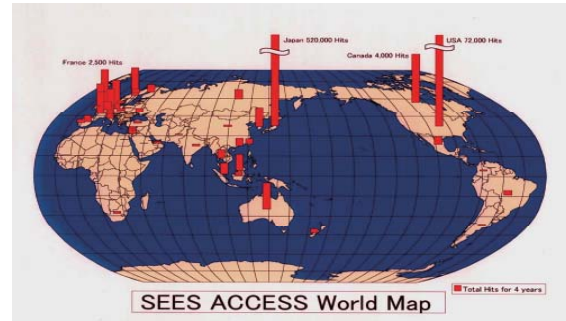 Japan 520,000 Hits
USA 72,000 Hits
Canada 4,000 Hits
France 2,500 Hits
Total Hits for 4 years
SEES ACCESS World Map